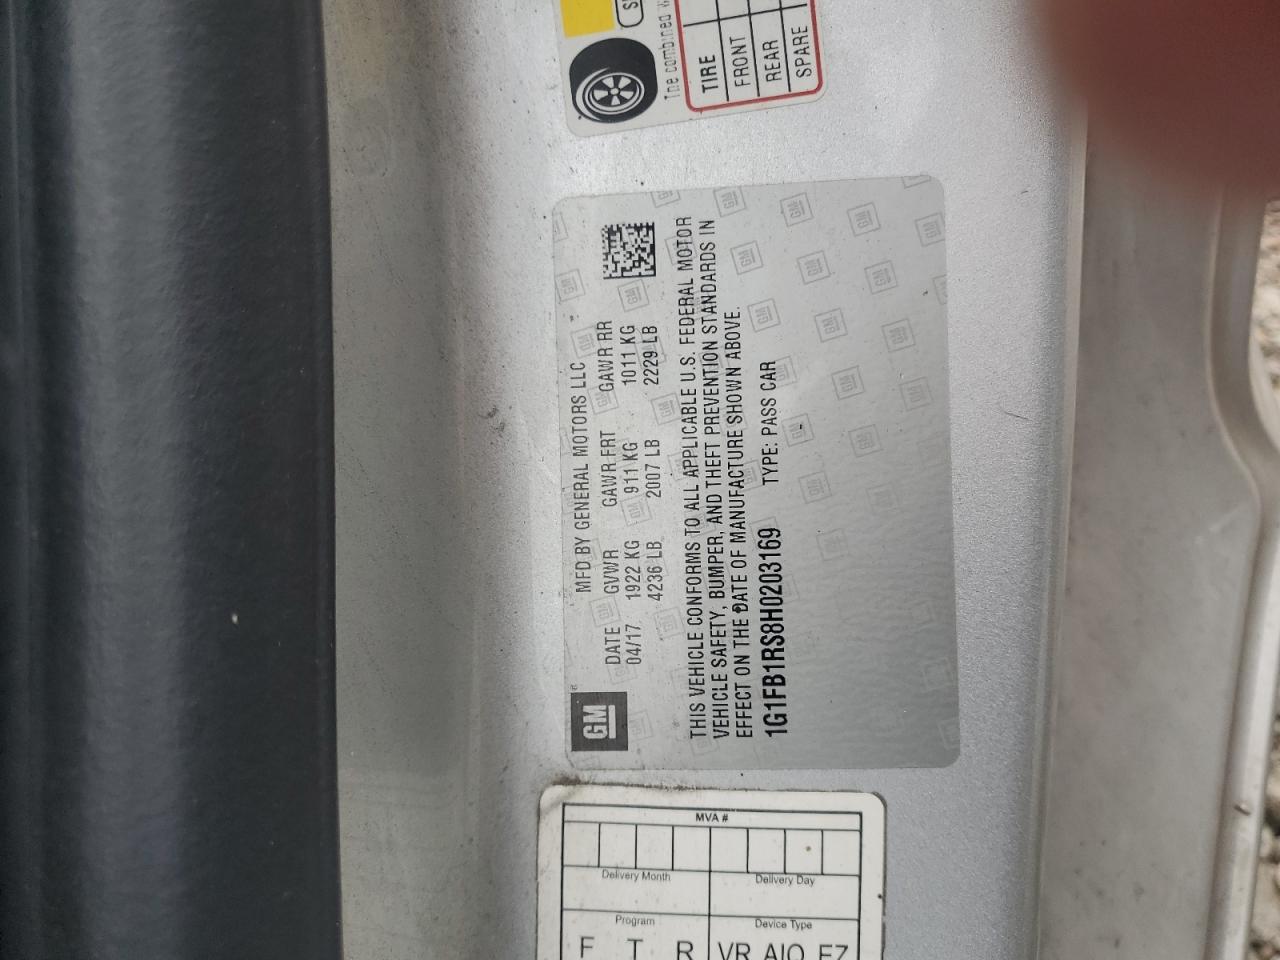 MFD BY GENERAL MOTORS LLC
DATE GVWR GAWR FRT GAWR RR
04/17 1922 KG 911 KG 1011 KG
4236 LB 2007 LB 2229 LB
GM
THIS VEHICLE CONFORMS TO ALL APPLICABLE U.S. FEDERAL MOTOR
VEHICLE SAFETY, BUMPER, AND THEFT PREVENTION STANDARDS IN
EFFECT ON THE DATE OF MANUFACTURE SHOWN ABOVE.
1G1FB1RS8H0203169 TYPE: PASS CAR
The combined
TIRE
FRONT
REAR
SPARE
MVA #
Delivery Month Delivery Day
Program Device Type
F T R VR AIO EZ